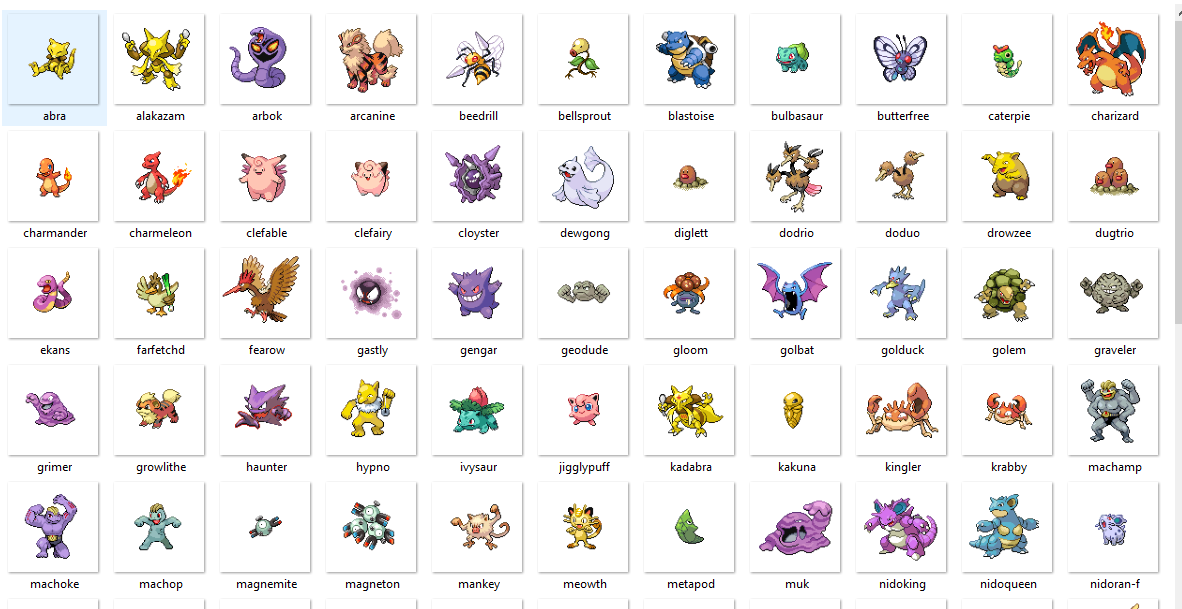 abra alakazam arbok arcanine beedrill bellsprout blastoise bulbasaur butterfree caterpie charizard
charmander charmeleon clefable clefairy cloyster dewgong diglett dodrio doduo drowzee dugtrio
ekans farfetchd fearow gastly gengar geodude gloom golbat golduck golem graveler
grimer growlithe haunter hypno ivysaur jigglypuff kadabra kakuna kingler krabby machamp
machoke machop magnemite magneton mankey meowth metapod muk nidoking nidoqueen nidoran-f